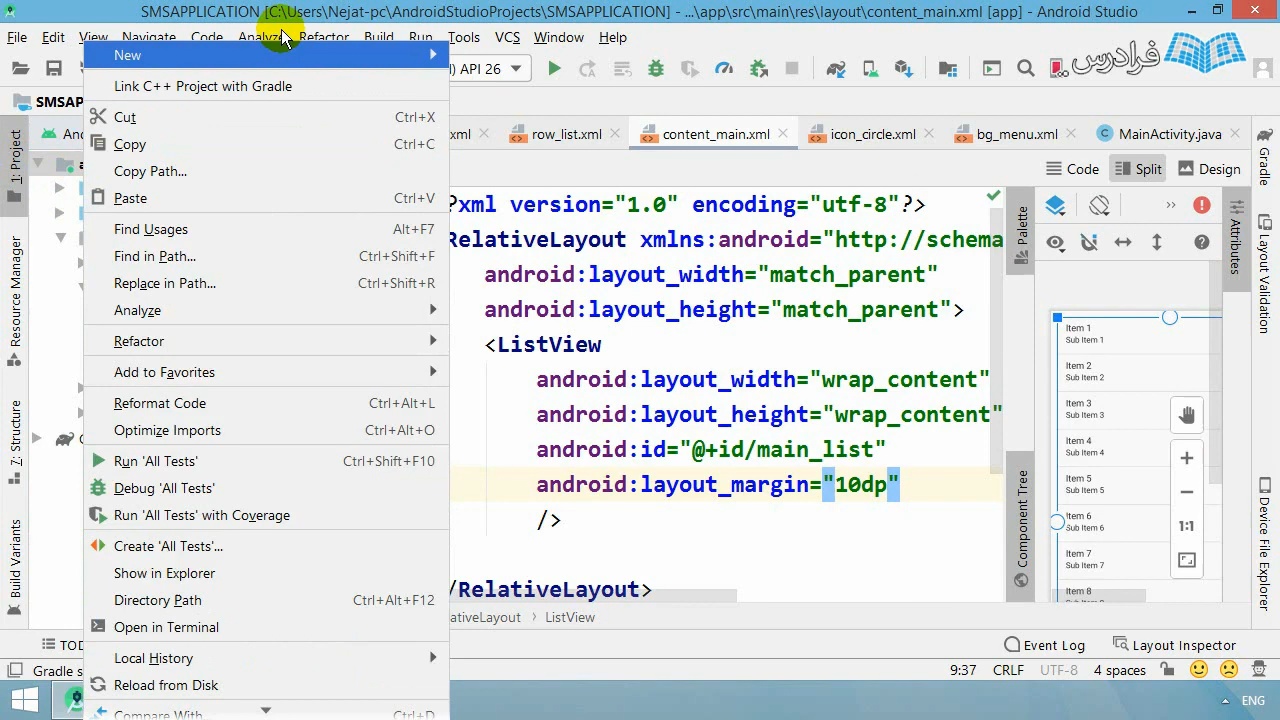 SMSAPPLICATION [C:\Users\Nejat-pc\AndroidStudioProjects\SMSAPPLICATION] - ...\app\src\main\res\layout\content_main.xml [app] - Android Studio
File Edit View Navigate Code Analyze Refactor Build Run Tools VCS Window Help
API 26
فرادرس
SMSAP
row_list.xml content_main.xml icon_circle.xml bg_menu.xml MainActivity.java
Code Split Design
New
Link C++ Project with Gradle
Cut Ctrl+X
Copy Ctrl+C
Copy Path...
Paste Ctrl+V
Find Usages Alt+F7
Find in Path... Ctrl+Shift+F
Replace in Path... Ctrl+Shift+R
Analyze
Refactor
Add to Favorites
Reformat Code Ctrl+Alt+L
Optimize Imports Ctrl+Alt+O
Run 'All Tests' Ctrl+Shift+F10
Debug 'All Tests'
Run 'All Tests' with Coverage
Create 'All Tests'...
Show in Explorer
Directory Path Ctrl+Alt+F12
Open in Terminal
Local History
Reload from Disk
Compare With... Ctrl+D
?xml version="1.0" encoding="utf-8"?>
RelativeLayout xmlns:android="http://schema
android:layout_width="match_parent"
android:layout_height="match_parent">
<ListView
android:layout_width="wrap_content"
android:layout_height="wrap_content"
android:id="@+id/main_list"
android:layout_margin="10dp"
/>
/RelativeLayout>
ListView
1: Project
Resource Manager
7: Structure
Build Variants
Palette
Component Tree
Attributes
Gradle
Layout Validation
Device File Explorer
Item 1
Sub Item 1
Item 2
Sub Item 2
Item 3
Sub Item 3
Item 4
Sub Item 4
Item 5
Sub Item 5
Item 6
Sub Item 6
Item 7
Sub Item 7
Item 8
1:1
TOD
Event Log Layout Inspector
Gradle s
9:37 CRLF UTF-8 4 spaces
ENG